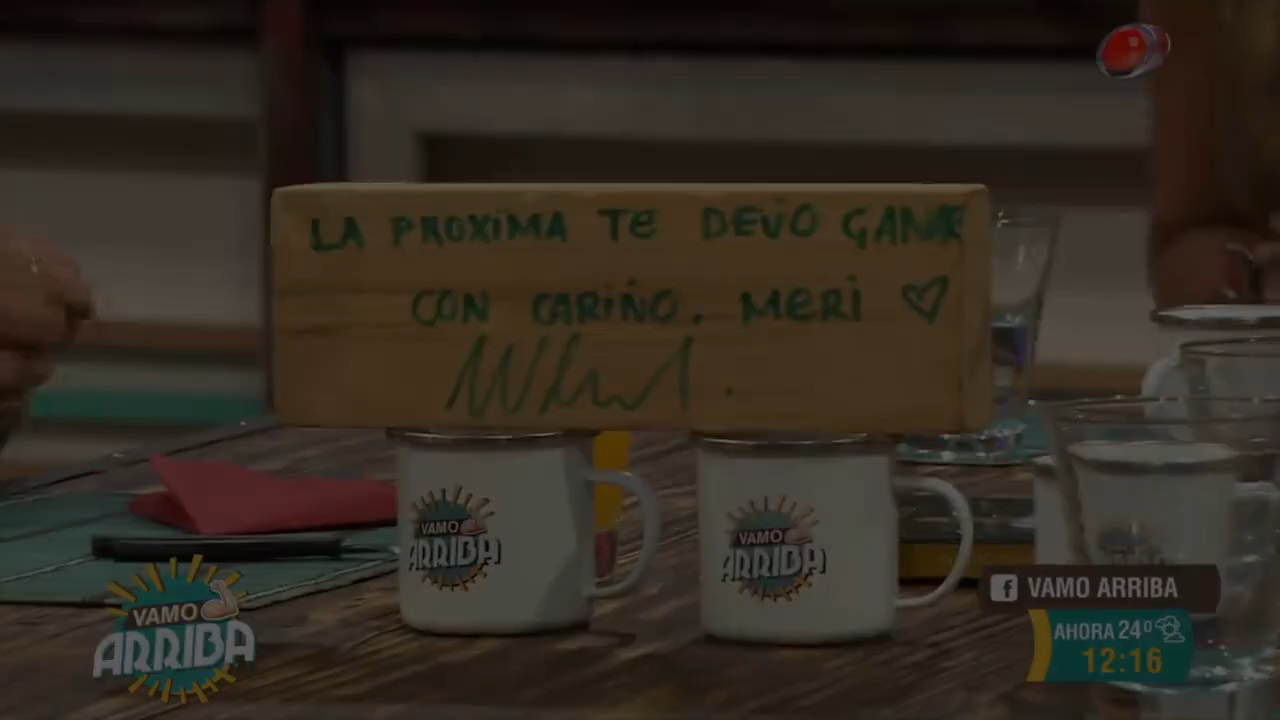 LA PROXIMA TE DEVO GANAR
CON CARIÑO. MERI
VAMO
ARRIBA
VAMO
ARRIBA
VAMO ARRIBA
VAMO
ARRIBA
AHORA 24º
12:16